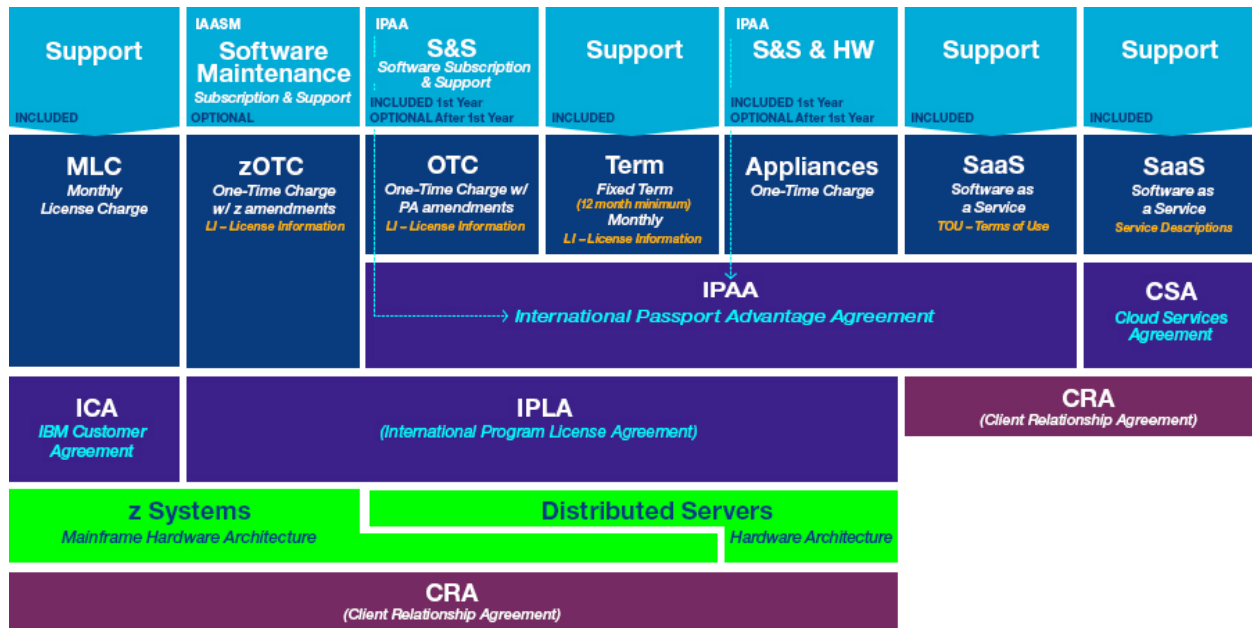 Support
INCLUDED
IAASM
Software
Maintenance
Subscription & Support
OPTIONAL
IPAA
S&S
Software Subscription
& Support
INCLUDED 1st Year
OPTIONAL After 1st Year
Support
INCLUDED
IPAA
S&S & HW
INCLUDED 1st Year
OPTIONAL After 1st Year
Support
INCLUDED
Support
INCLUDED
MLC
Monthly
License Charge
zOTC
One-Time Charge
w/ z amendments
LI – License Information
OTC
One-Time Charge w/
PA amendments
LI – License Information
Term
Fixed Term
(12 month minimum)
Monthly
LI – License Information
Appliances
One-Time Charge
SaaS
Software as
a Service
TOU – Terms of Use
SaaS
Software as
a Service
Service Descriptions
IPAA
International Passport Advantage Agreement
CSA
Cloud Services
Agreement
ICA
IBM Customer
Agreement
IPLA
(International Program License Agreement)
CRA
(Client Relationship Agreement)
z Systems
Mainframe Hardware Architecture
Distributed Servers
Hardware Architecture
CRA
(Client Relationship Agreement)